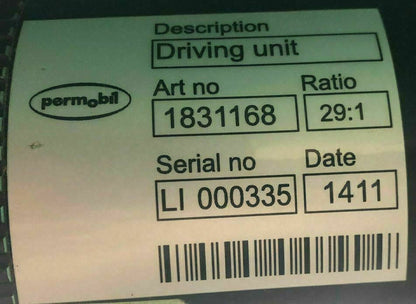 Description
Driving unit
permobil
Art no Ratio
1831168 29:1
Serial no Date
LI 000335 1411